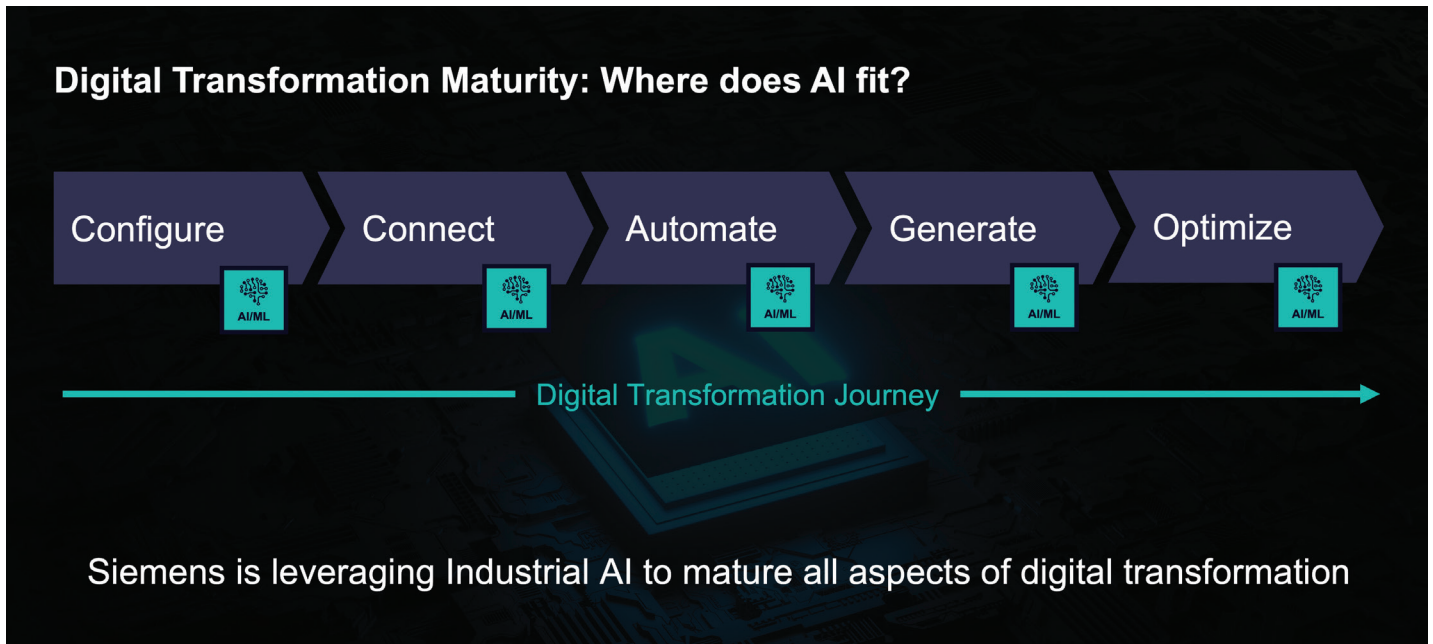 Digital Transformation Maturity: Where does AI fit?
Configure
Connect
Automate
Generate
Optimize
AI/ML
AI/ML
AI/ML
AI/ML
AI/ML
AI
Digital Transformation Journey
Siemens is leveraging Industrial AI to mature all aspects of digital transformation